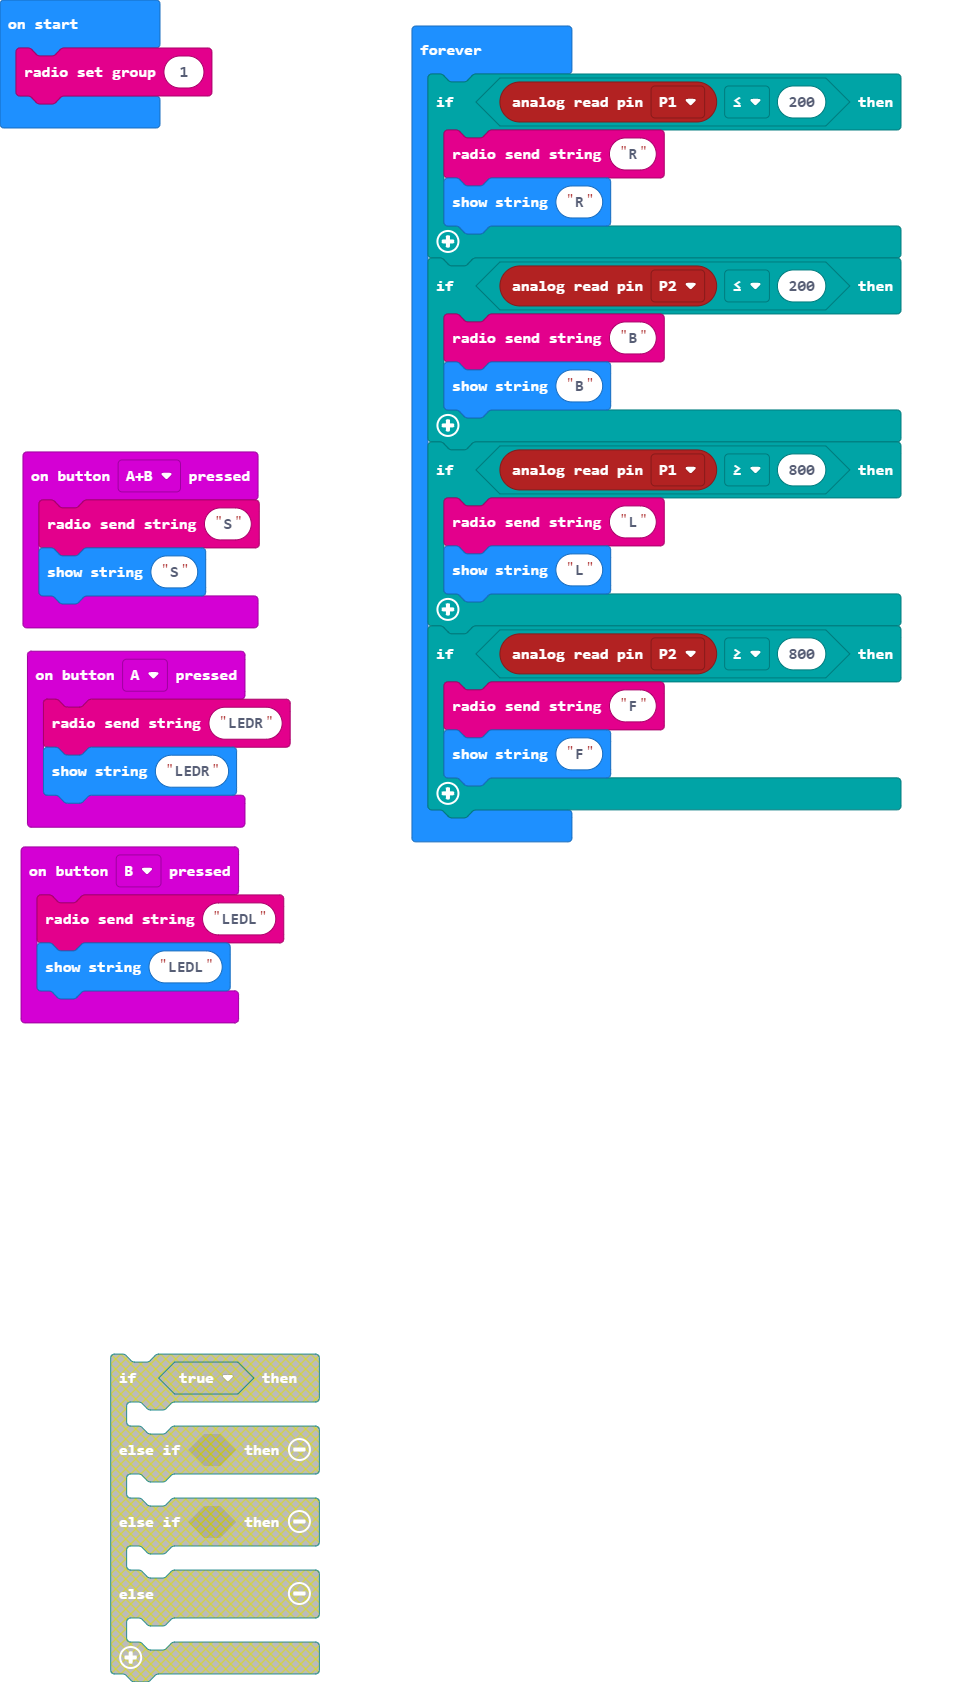 on start
radio set group 1
forever
if analog read pin P1 ≤ 200 then
radio send string "R"
show string "R"
if analog read pin P2 ≤ 200 then
radio send string "B"
show string "B"
if analog read pin P1 ≥ 800 then
radio send string "L"
show string "L"
if analog read pin P2 ≥ 800 then
radio send string "F"
show string "F"
on button A+B pressed
radio send string "S"
show string "S"
on button A pressed
radio send string "LEDR"
show string "LEDR"
on button B pressed
radio send string "LEDL"
show string "LEDL"
if true then
else if then
else if then
else